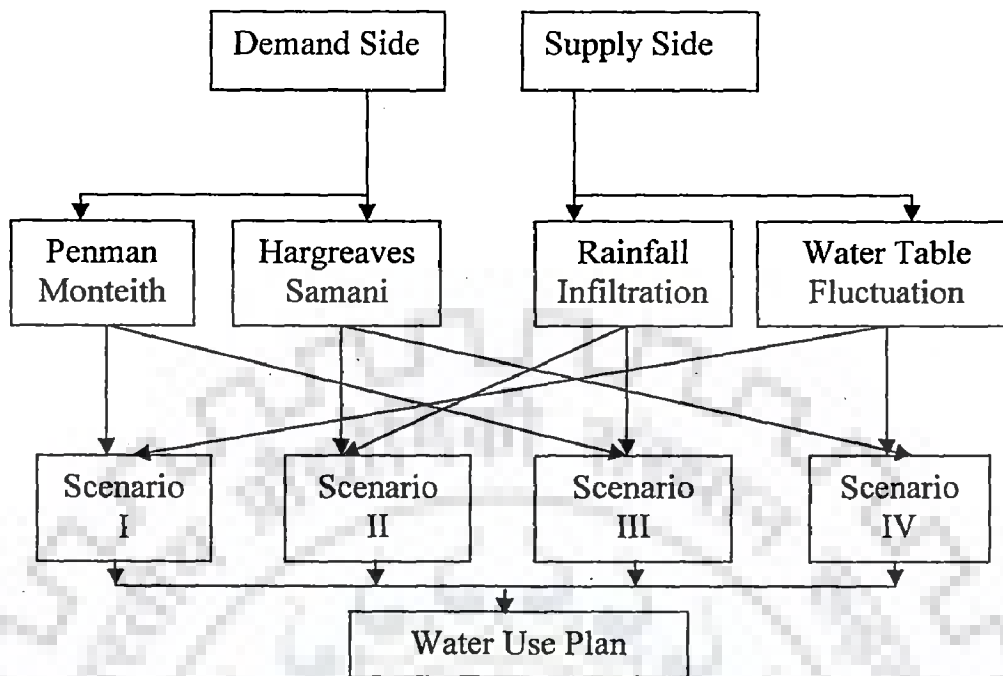 Demand Side
Supply Side
Penman
Monteith
Hargreaves
Samani
Rainfall
Infiltration
Water Table
Fluctuation
Scenario
I
Scenario
II
Scenario
III
Scenario
IV
Water Use Plan